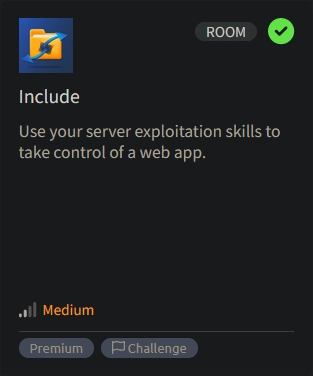 ROOM
Include
Use your server exploitation skills to
take control of a web app.
Medium
Premium
Challenge